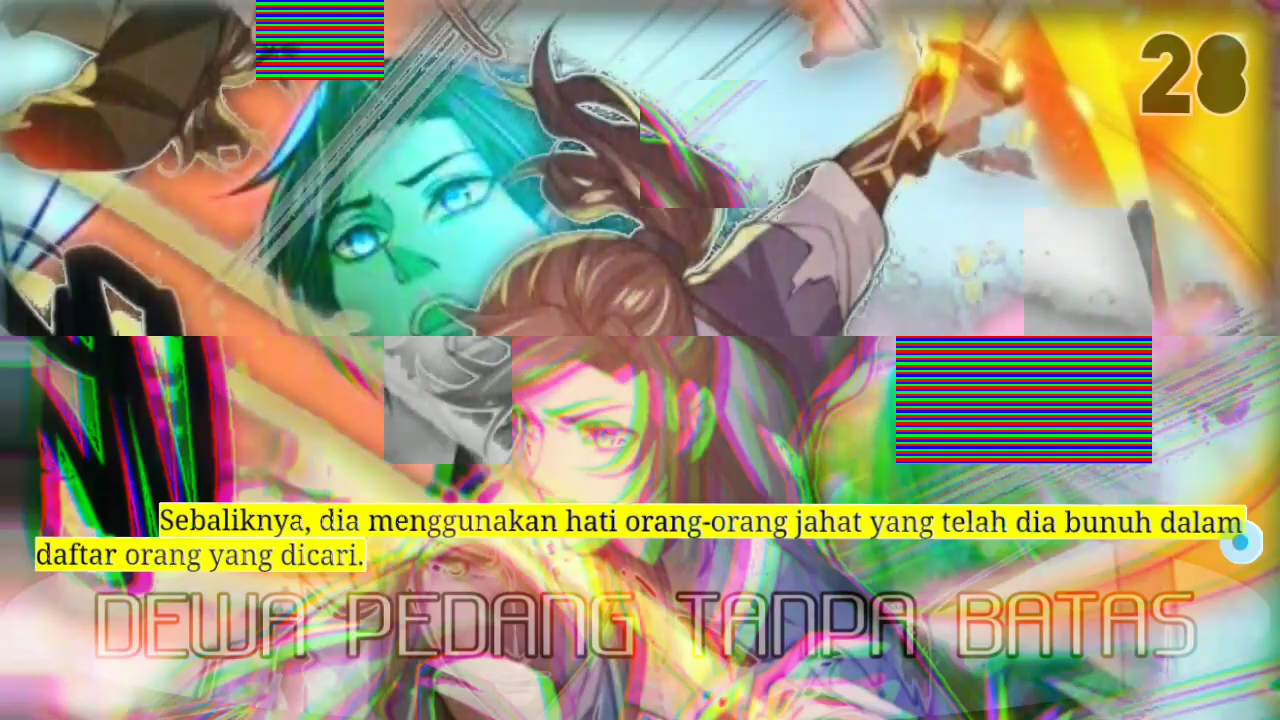 28
Sebaliknya, dia menggunakan hati orang-orang jahat yang telah dia bunuh dalam
daftar orang yang dicari.
DEWA PEDANG TANPA BATAS